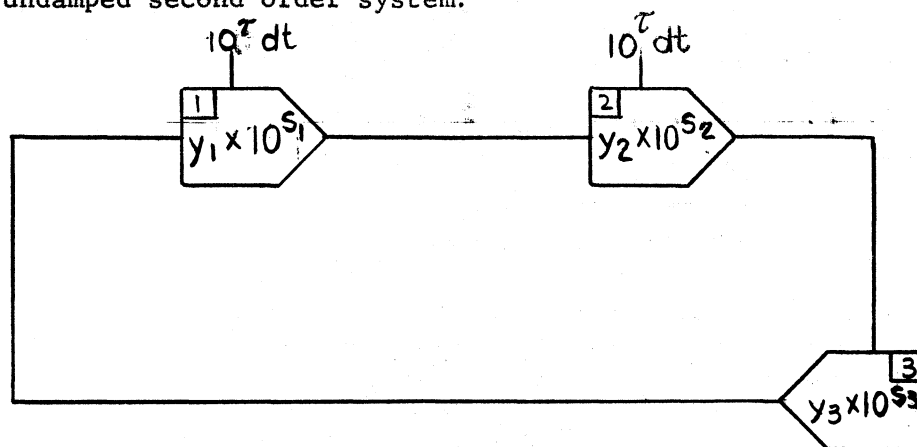 undamped second order system.
10^τ dt
10^τ dt
1
2
y₁ × 10^S₁
y₂ × 10^S₂
3
y₃ × 10^S₃